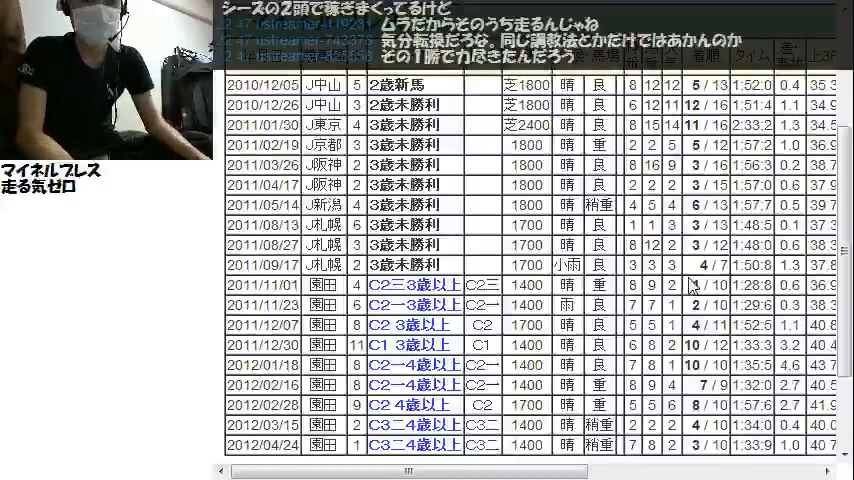 シーズの2頭で稼ぎまくってるけど
2 47 ustreamer-419231 ムラだからそのうち走るんじゃね
2 47 ustreamer-743378 気分転換だろな。同じ調教法とかだけではあかんのか
その1勝で力尽きたんだろう
マイネルプレス
走る気ゼロ
馬場 着順 タイム 上3F
2010/12/05 J中山 5 2歳新馬 芝1800 晴 良 8 12 12 5 / 13 1:52:0 0.4 35.3
2010/12/26 J中山 3 2歳未勝利 芝1800 晴 良 6 12 11 12 / 16 1:51:4 1.1 34.9
2011/01/30 J東京 4 3歳未勝利 芝2400 晴 良 8 15 14 11 / 16 2:33:2 1.3 34.5
2011/02/19 J京都 3 3歳未勝利 1800 晴 重 2 2 5 5 / 12 1:57:2 1.0 36.9
2011/03/26 J阪神 2 3歳未勝利 1800 晴 良 8 16 9 3 / 16 1:56:3 0.2 38.7
2011/04/17 J阪神 2 3歳未勝利 1800 晴 良 2 2 2 3 / 15 1:57:0 0.6 37.9
2011/05/14 J新潟 4 3歳未勝利 1800 晴 稍重 4 5 4 6 / 13 1:57:7 0.5 39.7
2011/08/13 J札幌 6 3歳未勝利 1700 晴 良 1 1 3 3 / 13 1:48:5 0.1 37.3
2011/08/27 J札幌 3 3歳未勝利 1700 晴 良 8 12 2 3 / 12 1:48:0 0.6 38.3
2011/09/17 J札幌 2 3歳未勝利 1700 小雨 良 3 3 3 4 / 7 1:50:8 1.3 37.8
2011/11/01 園田 4 C2三3歳以上 C2三 1400 晴 重 8 9 2 / 10 1:28:8 0.6 36.9
2011/11/23 園田 6 C2一3歳以上 C2一 1400 雨 良 7 7 1 2 / 10 1:29:6 0.3 38.9
2011/12/07 園田 8 C2 3歳以上 C2 1700 晴 良 5 5 1 4 / 11 1:52:5 1.1 40.8
2011/12/30 園田 11 C1 3歳以上 C1 1400 晴 良 6 8 2 10 / 12 1:33:3 3.2 40.4
2012/01/18 園田 8 C2一4歳以上 C2一 1400 晴 良 7 8 1 10 / 10 1:35:5 4.6 43.7
2012/02/16 園田 8 C2一4歳以上 C2一 1400 晴 重 8 9 4 7 / 9 1:32:0 2.7 40.5
2012/02/28 園田 9 C2 4歳以上 C2 1700 晴 重 5 5 6 8 / 10 1:57:6 2.7 41.9
2012/03/15 園田 2 C3二4歳以上 C3二 1400 晴 稍重 2 2 2 4 / 10 1:34:0 0.4 40.0
2012/04/24 園田 1 C3二4歳以上 C3二 1400 晴 稍重 7 8 2 3 / 10 1:33:9 1.0 40.8